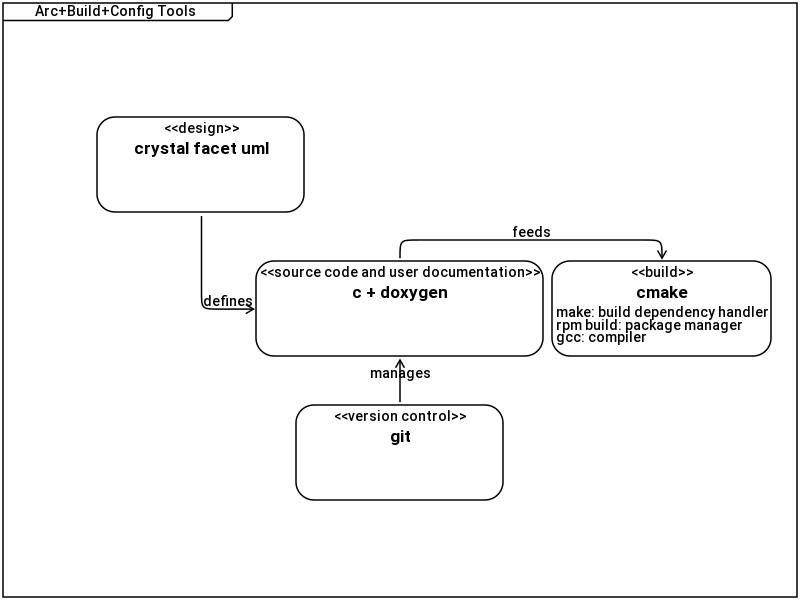 Arc+Build+Config Tools
<<design>>
crystal facet uml
feeds
defines
<<source code and user documentation>>
c + doxygen
<<build>>
cmake
make: build dependency handler
rpm build: package manager
gcc: compiler
manages
<<version control>>
git